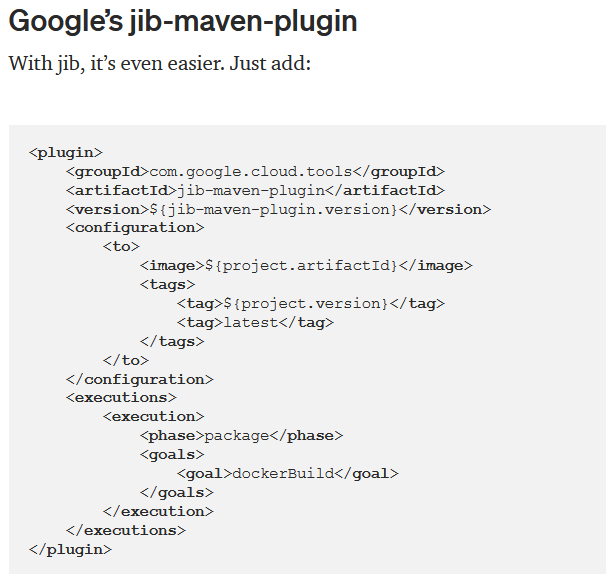 Google’s jib-maven-plugin
With jib, it’s even easier. Just add:
<plugin>
    <groupId>com.google.cloud.tools</groupId>
    <artifactId>jib-maven-plugin</artifactId>
    <version>${jib-maven-plugin.version}</version>
    <configuration>
        <to>
            <image>${project.artifactId}</image>
            <tags>
                <tag>${project.version}</tag>
                <tag>latest</tag>
            </tags>
        </to>
    </configuration>
    <executions>
        <execution>
            <phase>package</phase>
            <goals>
                <goal>dockerBuild</goal>
            </goals>
        </execution>
    </executions>
</plugin>